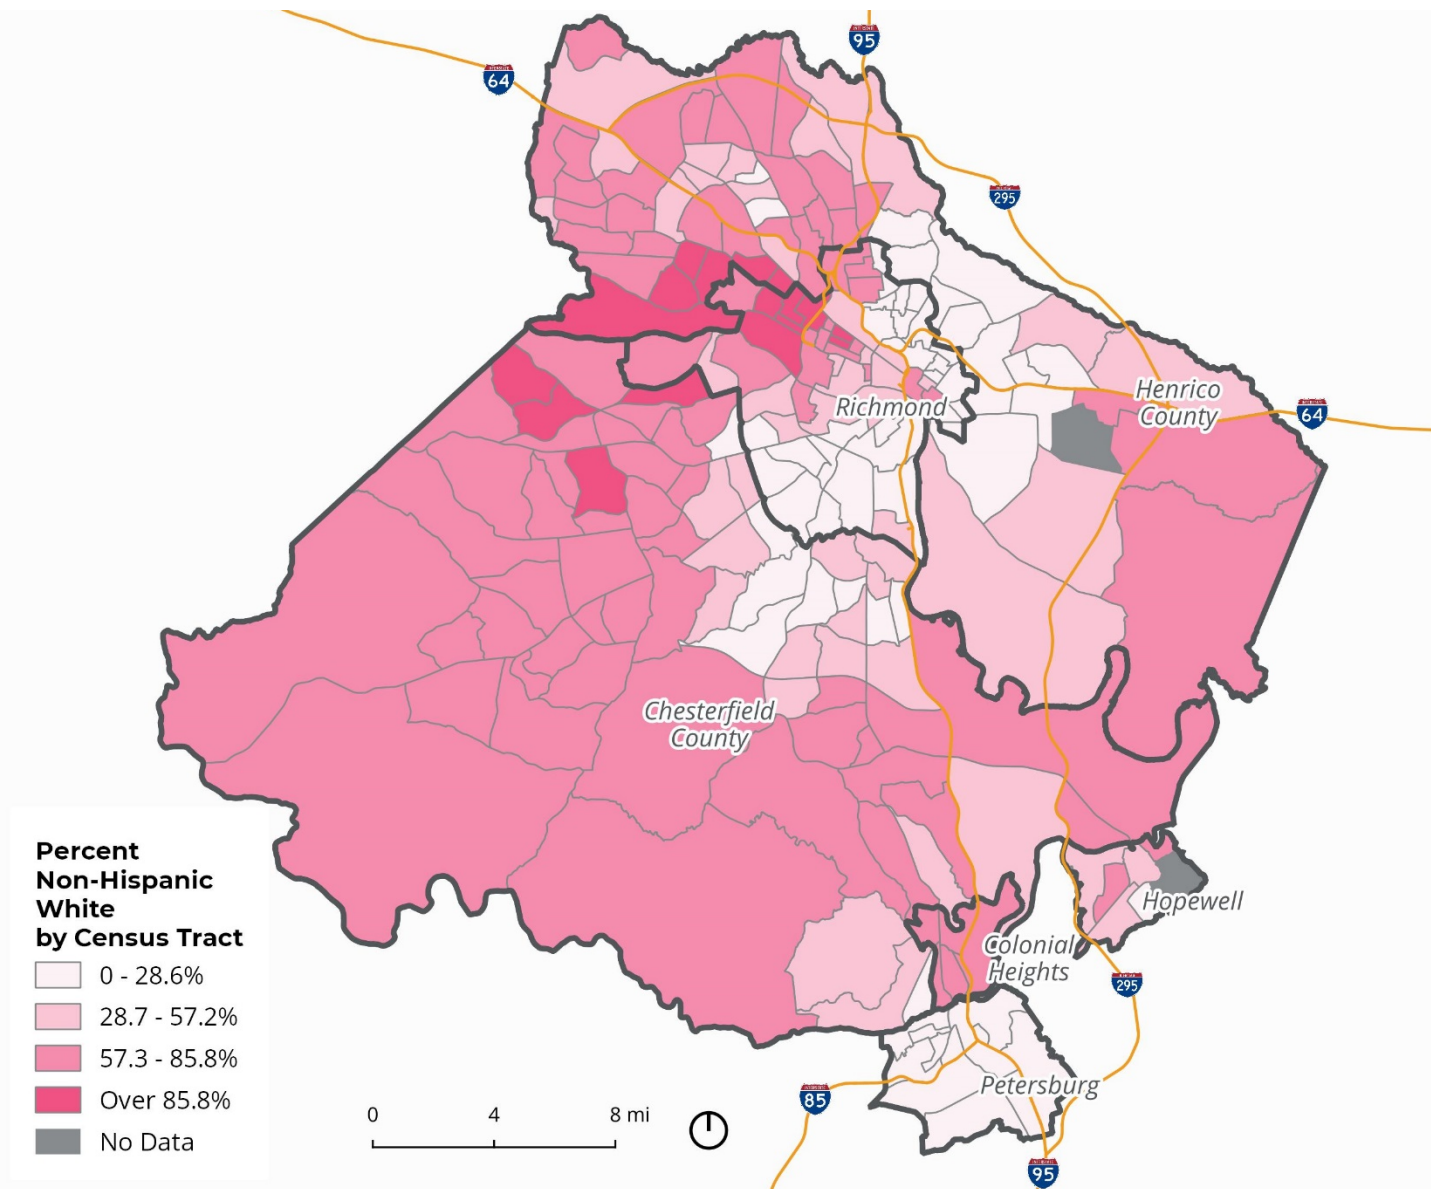 95
64
295
Henrico
County
64
Richmond
Chesterfield
County
Percent
Non-Hispanic
White
by Census Tract
0 - 28.6%
28.7 - 57.2%
57.3 - 85.8%
Over 85.8%
No Data
Hopewell
Colonial
Heights
295
Petersburg
85
0 4 8 mi
95